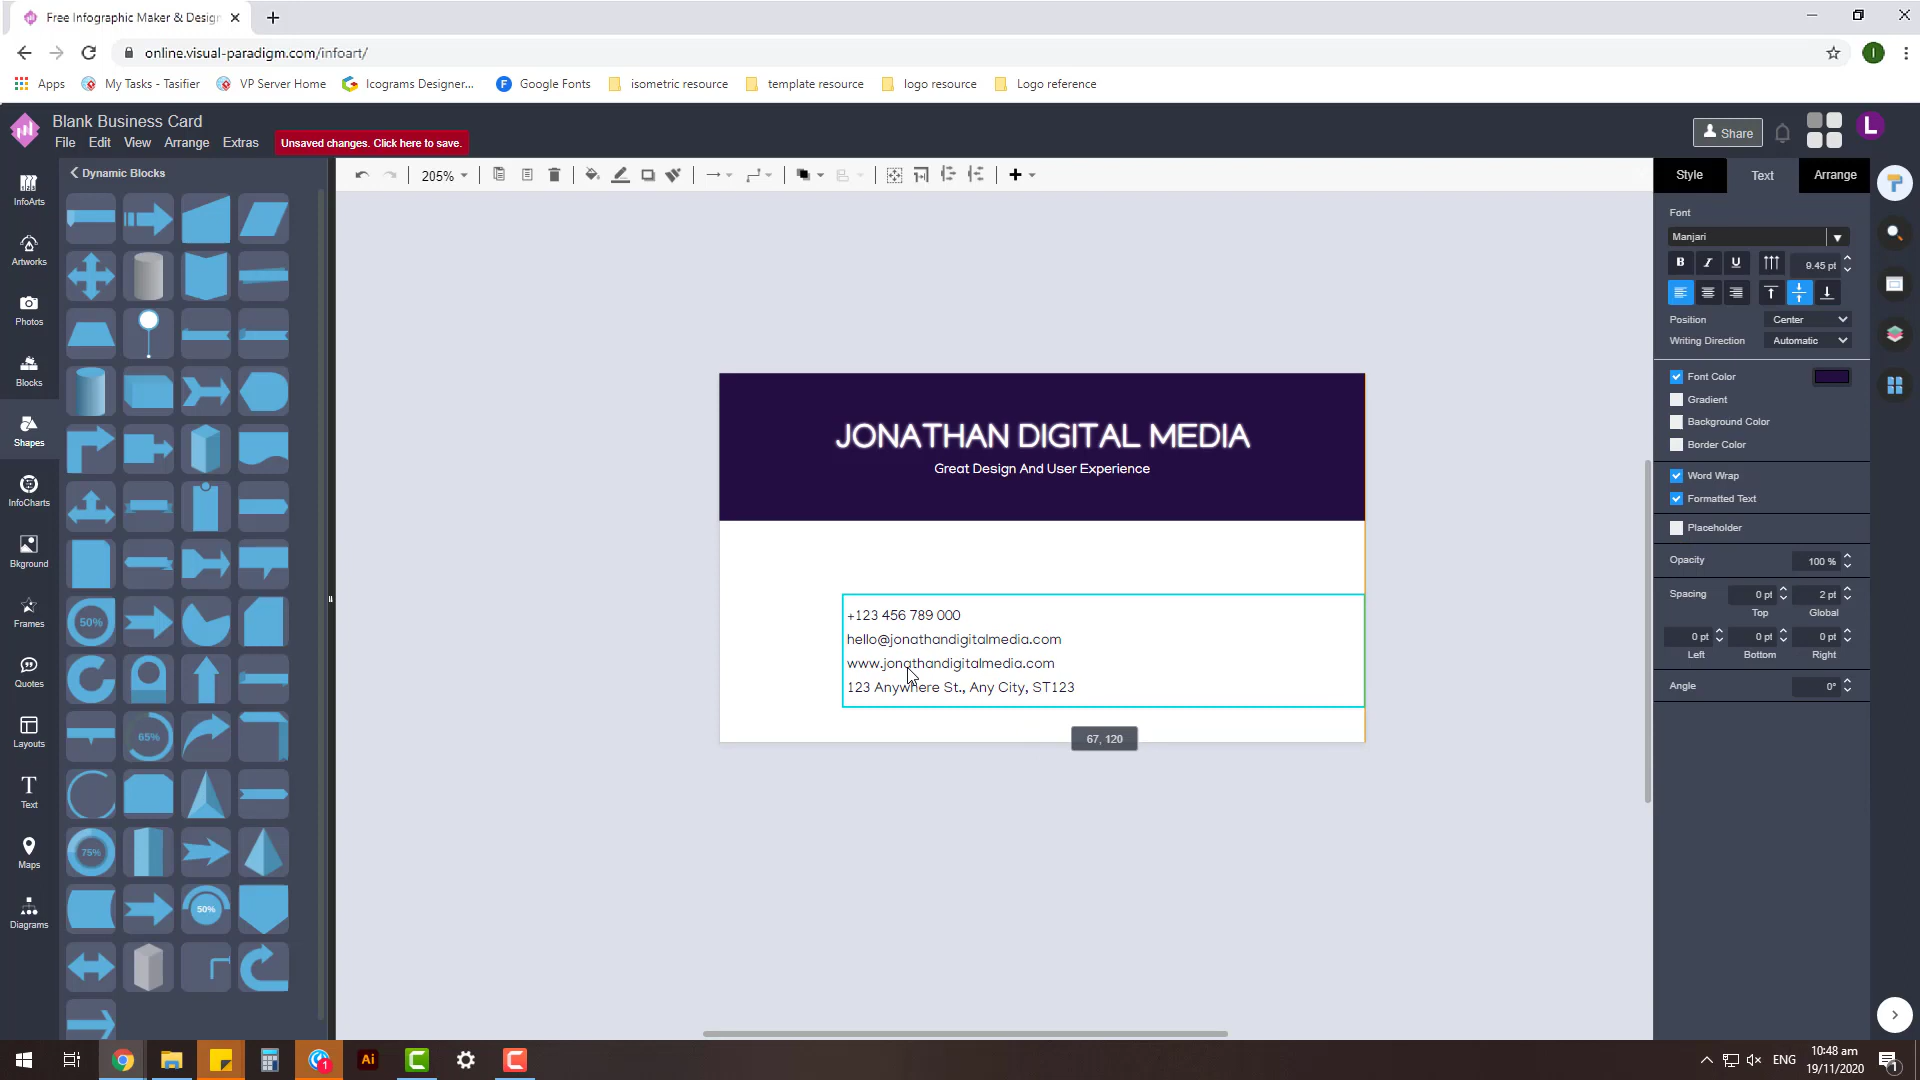 Free Infographic Maker & Design
online.visual-paradigm.com/infoart/
Apps
My Tasks - Tasifier
VP Server Home
Icograms Designer...
Google Fonts
isometric resource
template resource
logo resource
Logo reference
Blank Business Card
File
Edit
View
Arrange
Extras
Unsaved changes. Click here to save.
Share
L
InfoArts
Artworks
Photos
Blocks
Shapes
InfoCharts
Bkground
Frames
Quotes
Layouts
Text
Maps
Diagrams
Dynamic Blocks
50%
65%
75%
50%
205%
JONATHAN DIGITAL MEDIA
Great Design And User Experience
+123 456 789 000
hello@jonathandigitalmedia.com
www.jonathandigitalmedia.com
123 Anywhere St., Any City, ST123
67, 120
Style
Text
Arrange
Font
Manjari
B
I
U
9.45 pt
Position
Center
Writing Direction
Automatic
Font Color
Gradient
Background Color
Border Color
Word Wrap
Formatted Text
Placeholder
Opacity
100 %
Spacing
0 pt
2 pt
Top
Global
0 pt
0 pt
0 pt
Left
Bottom
Right
Angle
0°
Ai
1
ENG
10:48 am
19/11/2020
1